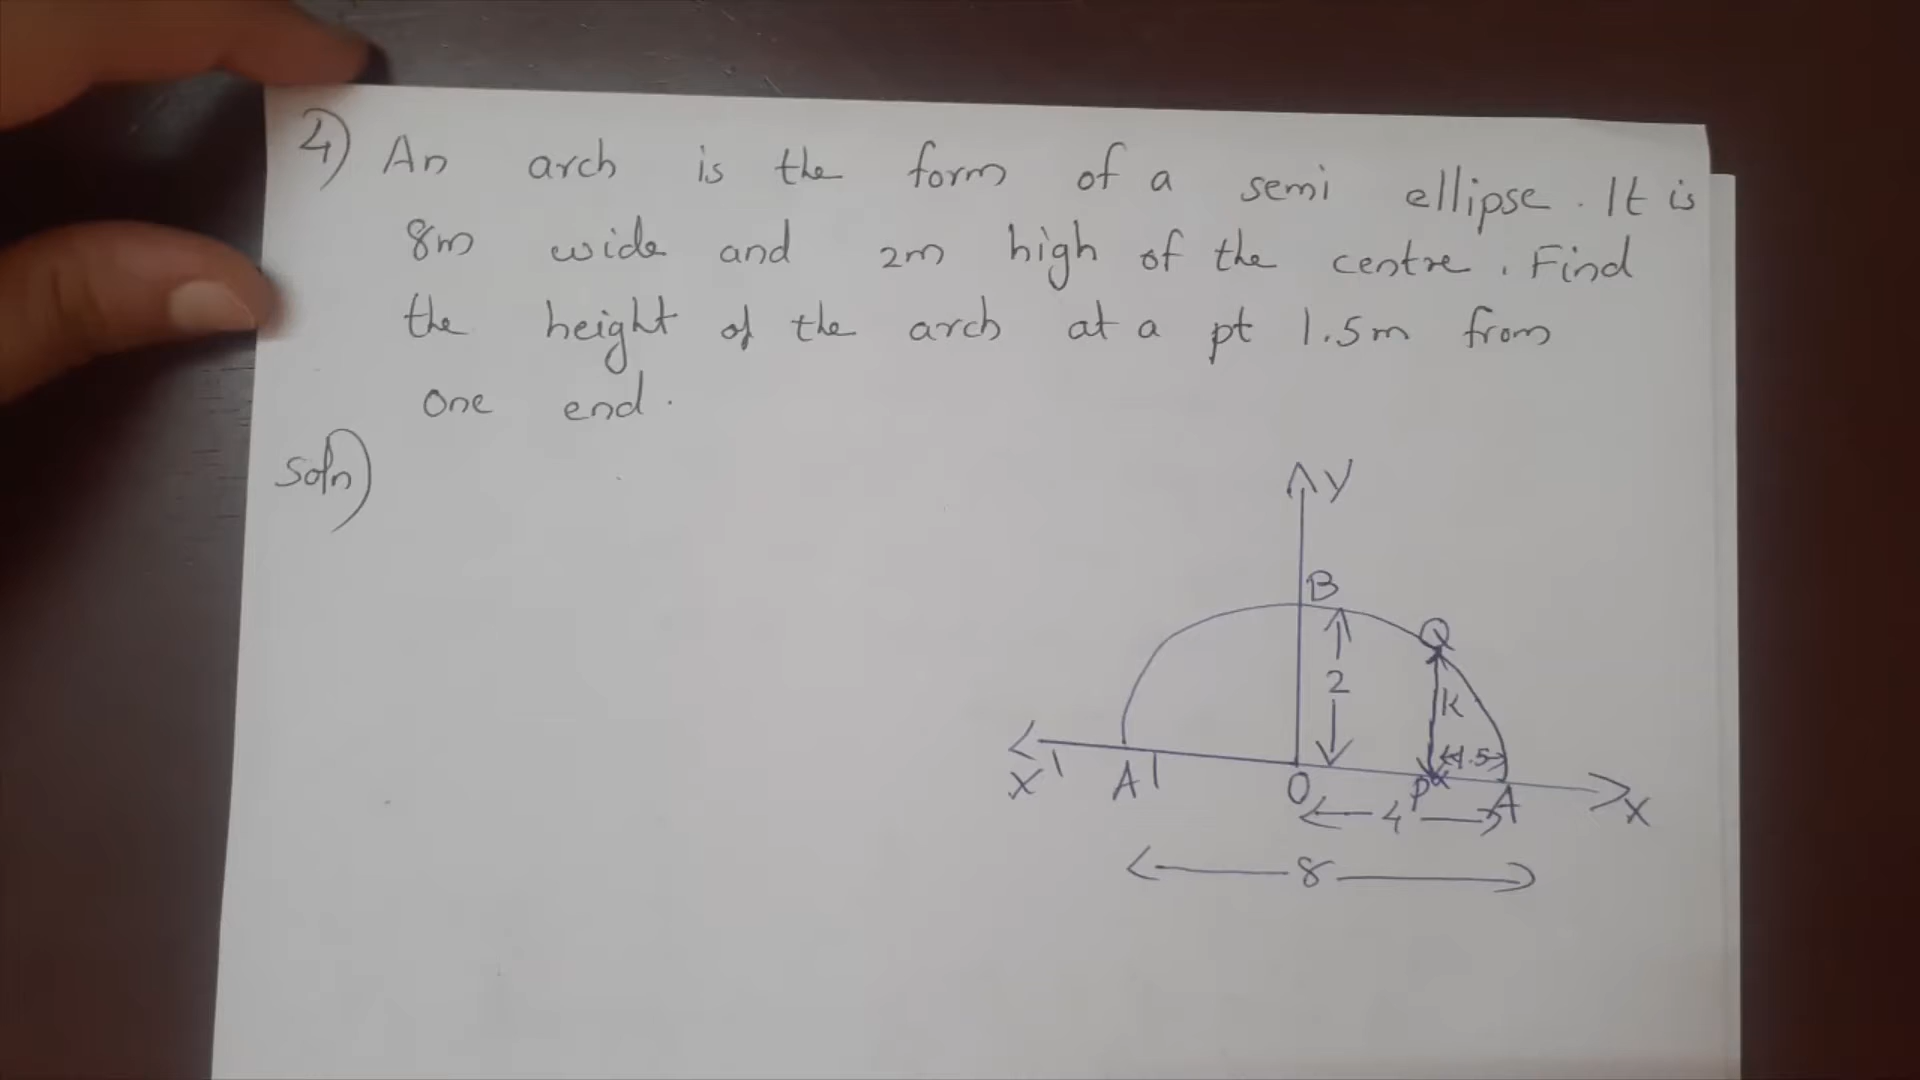 4) An arch is the form of a semi ellipse. It is
8m wide and 2m high of the centre. Find
the height of the arch at a pt 1.5m from
one end.
Soln)
Y
B
Q
2
k
1.5
X' A' O P A X
4
8